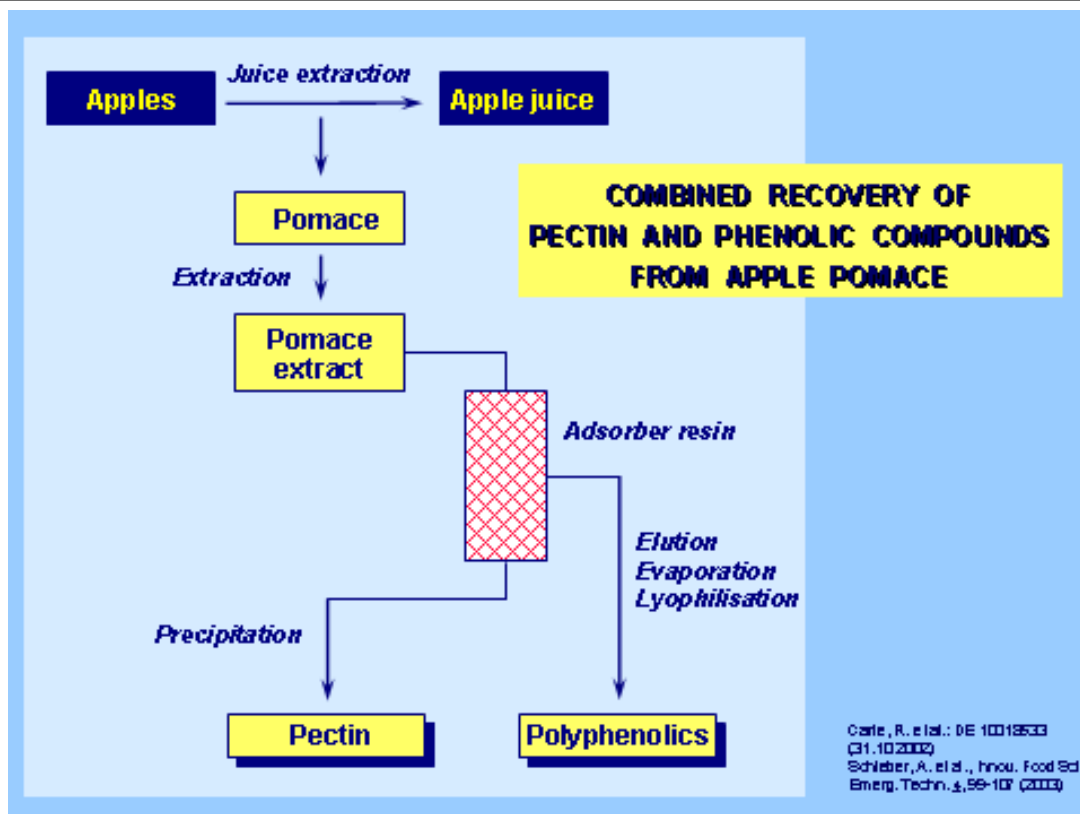 Juice extraction
Apples
Apple juice
Pomace
COMBINED RECOVERY OF
PECTIN AND PHENOLIC COMPOUNDS
FROM APPLE POMACE
Extraction
Pomace
extract
Adsorber resin
Elution
Evaporation
Lyophilisation
Precipitation
Pectin
Polyphenolics
Carle, R. et al.: DE
(31.10.2002)
Schieber, A. et al., Innov. Food Sci
Emerg. Techn. 4, 99-107 (2003)